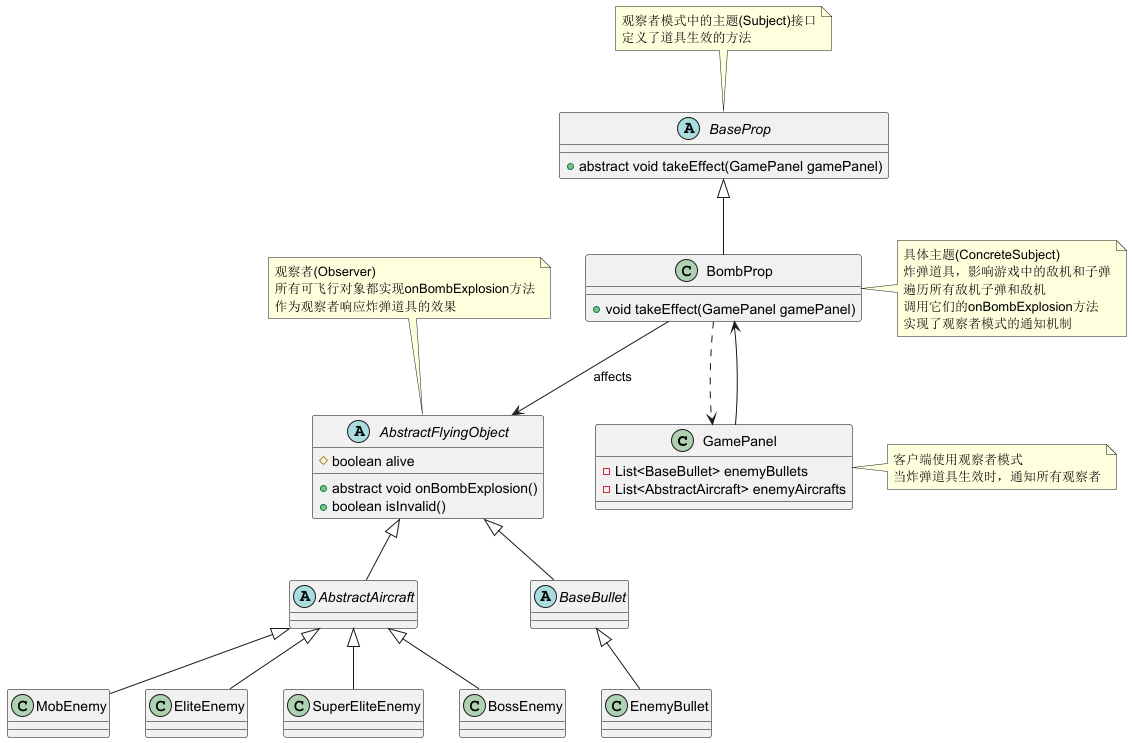 观察者模式中的主题(Subject)接口
定义了道具生效的方法
A BaseProp
abstract void takeEffect(GamePanel gamePanel)
观察者(Observer)
所有可飞行对象都实现onBombExplosion方法
作为观察者响应炸弹道具的效果
C BombProp
void takeEffect(GamePanel gamePanel)
具体主题(ConcreteSubject)
炸弹道具，影响游戏中的敌机和子弹
遍历所有敌机子弹和敌机
调用它们的onBombExplosion方法
实现了观察者模式的通知机制
affects
A AbstractFlyingObject
boolean alive
abstract void onBombExplosion()
boolean isInvalid()
C GamePanel
List<BaseBullet> enemyBullets
List<AbstractAircraft> enemyAircrafts
客户端使用观察者模式
当炸弹道具生效时，通知所有观察者
A AbstractAircraft
A BaseBullet
C MobEnemy
C EliteEnemy
C SuperEliteEnemy
C BossEnemy
C EnemyBullet